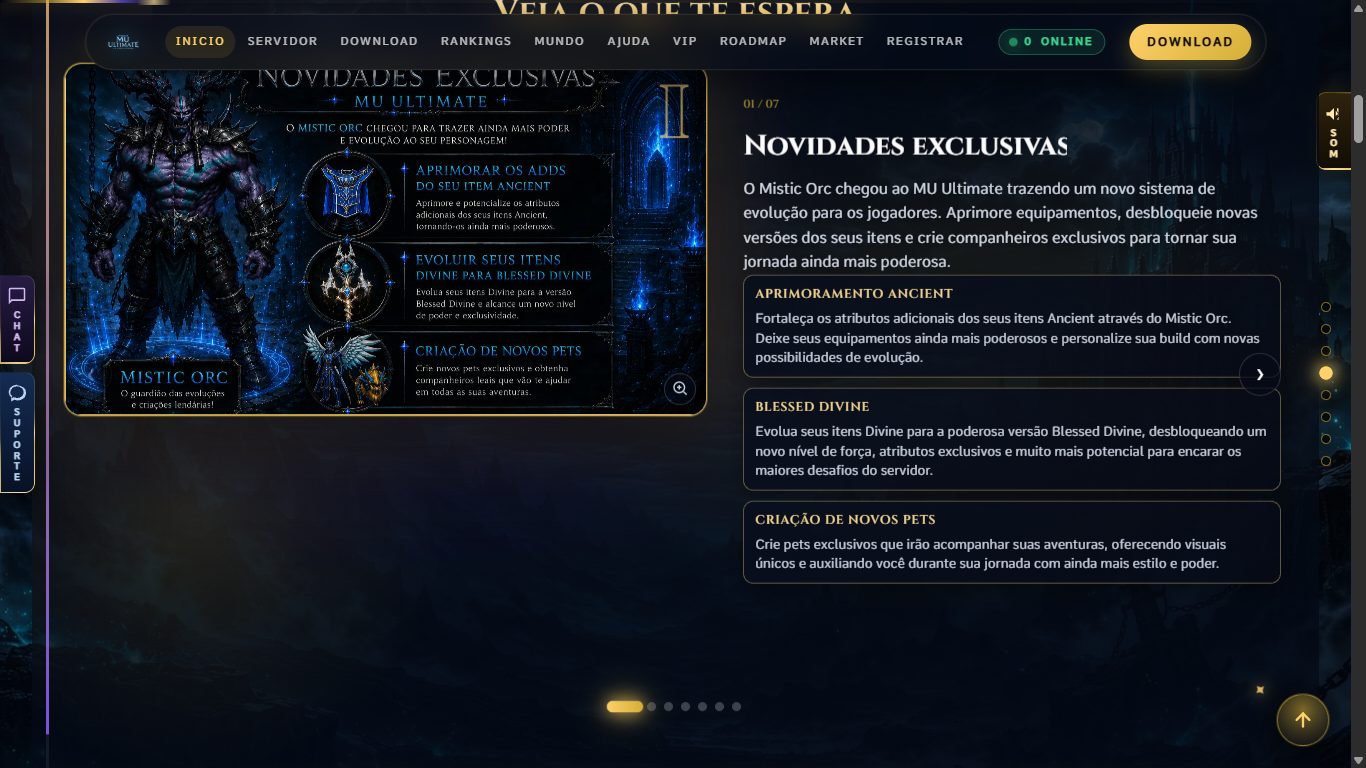 VEJA O QUE TE ESPERA
MU
ULTIMATE
INICIO
SERVIDOR
DOWNLOAD
RANKINGS
MUNDO
AJUDA
VIP
ROADMAP
MARKET
REGISTRAR
0 ONLINE
DOWNLOAD
NOVIDADES EXCLUSIVAS
MU ULTIMATE
O MISTIC ORC CHEGOU PARA TRAZER AINDA MAIS PODER
E EVOLUÇÃO AO SEU PERSONAGEM!
II
APRIMORAR OS ADDS
DO SEU ITEM ANCIENT
Aprimore e potencialize os atributos
adicionais dos seus itens Ancient,
tornando-os ainda mais poderosos.
EVOLUIR SEUS ITENS
DIVINE PARA BLESSED DIVINE
Evolua seus itens Divine para a versão
Blessed Divine e alcance um novo nível
de poder e exclusividade.
CRIAÇÃO DE NOVOS PETS
Crie novos pets exclusivos e obtenha
companheiros leais que vão te ajudar
em todas as suas aventuras.
MISTIC ORC
O guardião das evoluções
e criações lendárias!
01 / 07
NOVIDADES EXCLUSIVAS
O Mistic Orc chegou ao MU Ultimate trazendo um novo sistema de
evolução para os jogadores. Aprimore equipamentos, desbloqueie novas
versões dos seus itens e crie companheiros exclusivos para tornar sua
jornada ainda mais poderosa.
APRIMORAMENTO ANCIENT
Fortaleça os atributos adicionais dos seus itens Ancient através do Mistic Orc.
Deixe seus equipamentos ainda mais poderosos e personalize sua build com novas
possibilidades de evolução.
BLESSED DIVINE
Evolua seus itens Divine para a poderosa versão Blessed Divine, desbloqueando um
novo nível de força, atributos exclusivos e muito mais potencial para encarar os
maiores desafios do servidor.
CRIAÇÃO DE NOVOS PETS
Crie pets exclusivos que irão acompanhar suas aventuras, oferecendo visuais
únicos e auxiliando você durante sua jornada com ainda mais estilo e poder.
CHAT
SUPORTE
SOM